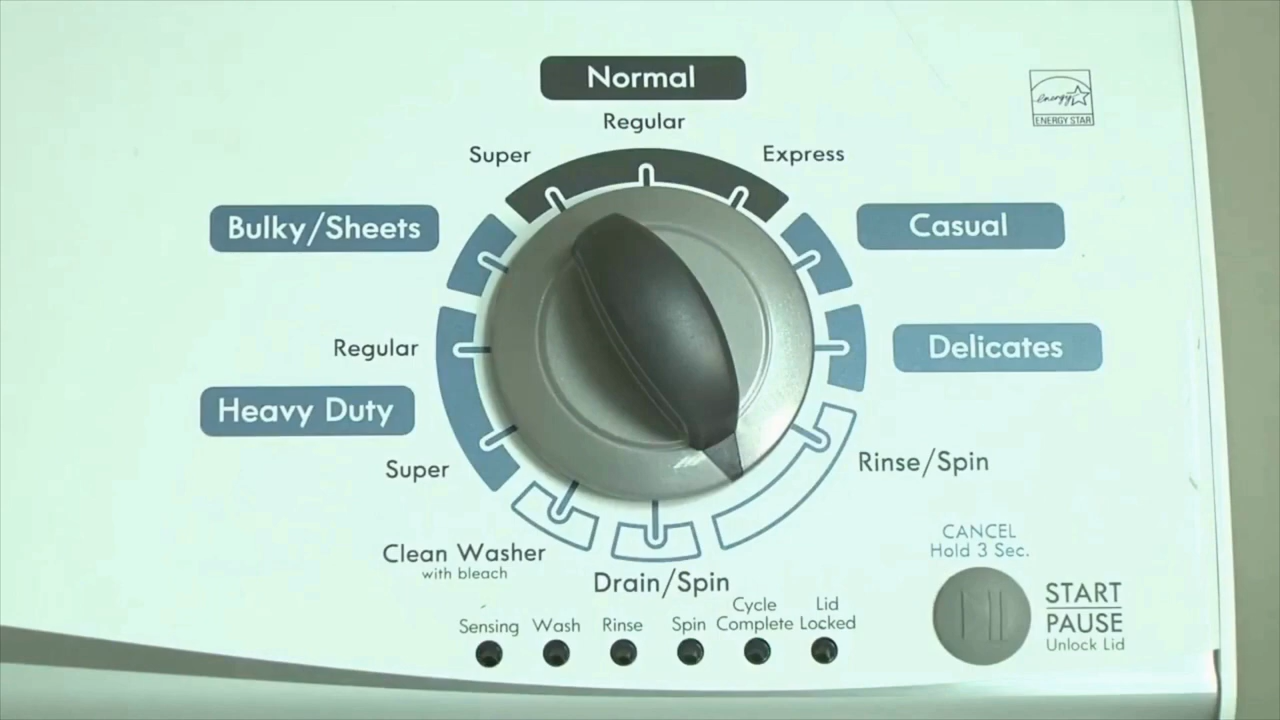 Normal
Regular
Super
Express
energy
ENERGY STAR
Bulky/Sheets
Casual
Regular
Delicates
Heavy Duty
Super
Rinse/Spin
Clean Washer
with bleach
Drain/Spin
CANCEL
Hold 3 Sec.
START
PAUSE
Unlock Lid
Sensing
Wash
Rinse
Spin
Cycle
Complete
Lid
Locked